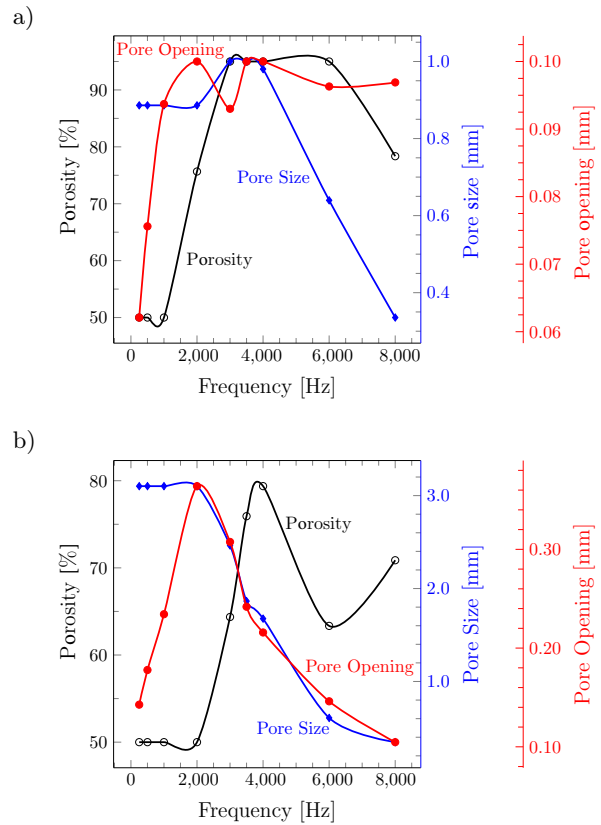 a)
Pore Opening
Pore Size
Porosity
Porosity [%]
95
90
80
70
60
50
0
2,000
4,000
6,000
8,000
Frequency [Hz]
1.0
0.8
0.6
0.4
Pore size [mm]
0.10
0.09
0.08
0.07
0.06
Pore opening [mm]
b)
Porosity
Pore Opening
Pore Size
Porosity [%]
80
70
60
50
0
2,000
4,000
6,000
8,000
Frequency [Hz]
3.0
2.0
1.0
Pore Size [mm]
0.30
0.20
0.10
Pore Opening [mm]